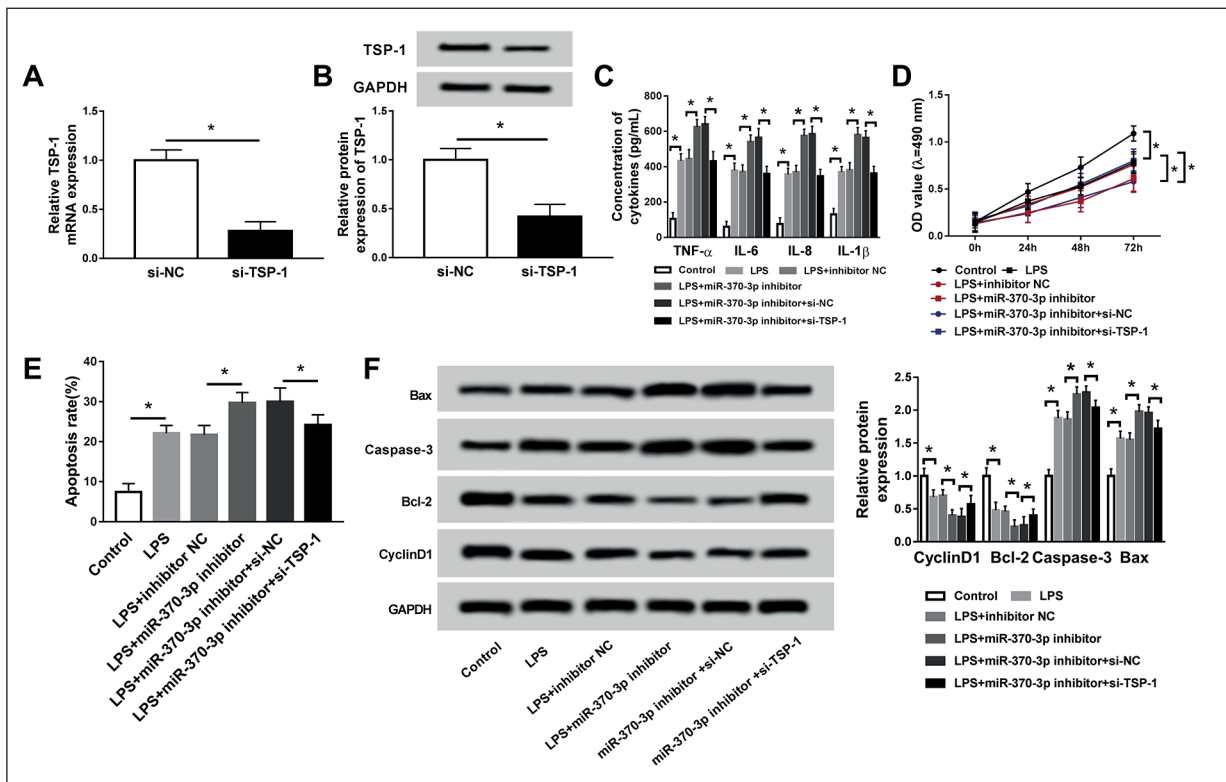 A
Relative TSP-1
mRNA expression
1.5
1.0
0.5
0.0
*
si-NC
si-TSP-1
B
TSP-1
GAPDH
Relative protein
expression of TSP-1
1.5
1.0
0.5
0.0
*
si-NC
si-TSP-1
C
Concentration of
cytokines (pg/mL)
800
600
400
200
0
* * * * * * * * * * * *
TNF-α IL-6 IL-8 IL-1β
Control LPS LPS+inhibitor NC
LPS+miR-370-3p inhibitor
LPS+miR-370-3p inhibitor+si-NC
LPS+miR-370-3p inhibitor+si-TSP-1
D
OD value (λ=490 nm)
1.5
1.0
0.5
0.0
* * *
0h 24h 48h 72h
Control LPS
LPS+inhibitor NC
LPS+miR-370-3p inhibitor
LPS+miR-370-3p inhibitor+si-NC
LPS+miR-370-3p inhibitor+si-TSP-1
E
Apoptosis rate(%)
40
30
20
10
0
* * *
Control
LPS
LPS+inhibitor NC
LPS+miR-370-3p inhibitor
LPS+miR-370-3p inhibitor+si-NC
LPS+miR-370-3p inhibitor+si-TSP-1
F
Bax
Caspase-3
Bcl-2
CyclinD1
GAPDH
Control
LPS
LPS+inhibitor NC
LPS+miR-370-3p inhibitor
miR-370-3p inhibitor +si-NC
miR-370-3p inhibitor +si-TSP-1
Relative protein
expression
2.5
2.0
1.5
1.0
0.5
0.0
* * * * * * * * * * * *
CyclinD1 Bcl-2 Caspase-3 Bax
Control LPS
LPS+inhibitor NC
LPS+miR-370-3p inhibitor
LPS+miR-370-3p inhibitor+si-NC
LPS+miR-370-3p inhibitor+si-TSP-1